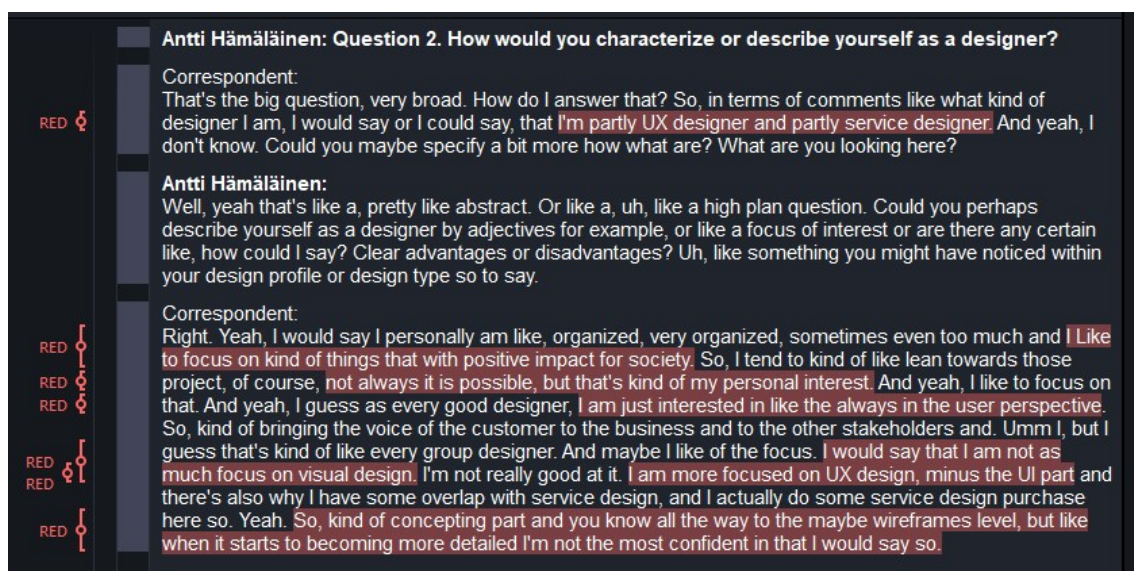 Antti Hämäläinen: Question 2. How would you characterize or describe yourself as a designer?
Correspondent:
That's the big question, very broad. How do I answer that? So, in terms of comments like what kind of
RED designer I am, I would say or I could say, that I'm partly UX designer and partly service designer. And yeah, I
don't know. Could you maybe specify a bit more how what are? What are you looking here?
Antti Hämäläinen:
Well, yeah that's like a, pretty like abstract. Or like a, uh, like a high plan question. Could you perhaps
describe yourself as a designer by adjectives for example, or like a focus of interest or are there any certain
like, how could I say? Clear advantages or disadvantages? Uh, like something you might have noticed within
your design profile or design type so to say.
Correspondent:
Right. Yeah, I would say I personally am like, organized, very organized, sometimes even too much and I Like
RED to focus on kind of things that with positive impact for society. So, I tend to kind of like lean towards those
RED project, of course, not always it is possible, but that's kind of my personal interest. And yeah, I like to focus on
RED that. And yeah, I guess as every good designer, I am just interested in like the always in the user perspective.
So, kind of bringing the voice of the customer to the business and to the other stakeholders and. Umm I, but I
guess that's kind of like every group designer. And maybe I like of the focus. I would say that I am not as
RED much focus on visual design. I'm not really good at it. I am more focused on UX design, minus the UI part and
RED there's also why I have some overlap with service design, and I actually do some service design purchase
here so. Yeah. So, kind of concepting part and you know all the way to the maybe wireframes level, but like
RED when it starts to becoming more detailed I'm not the most confident in that I would say so.